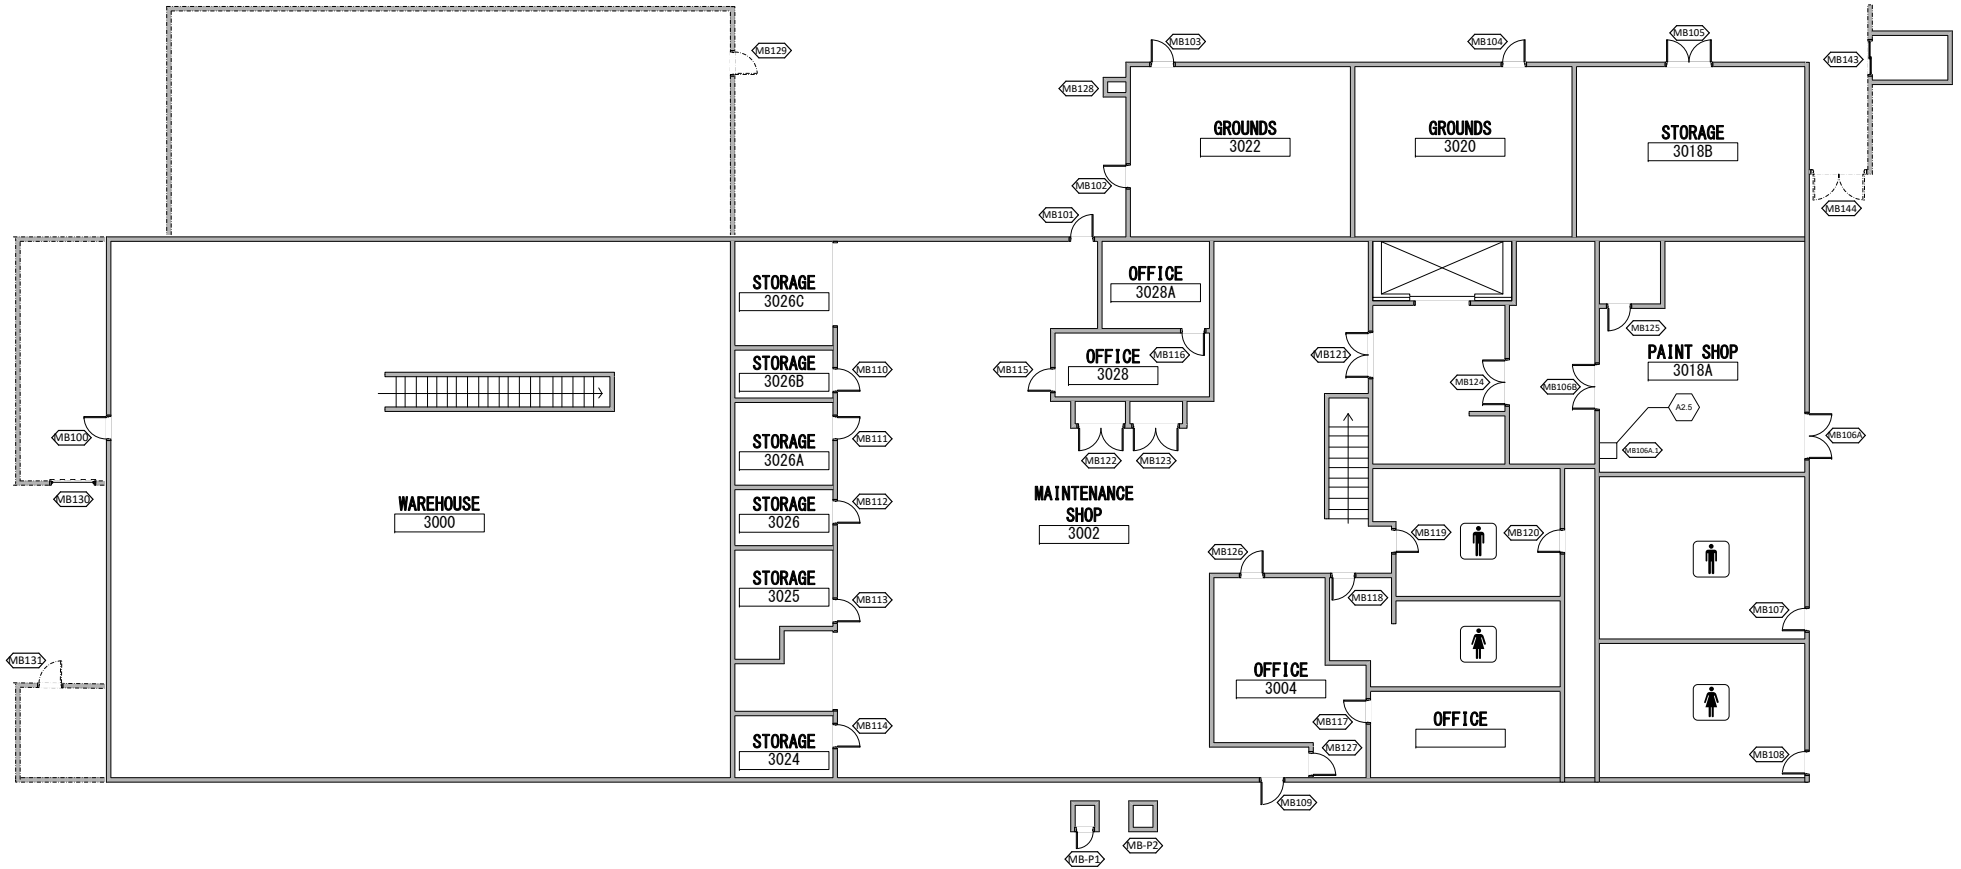 MB129
MB103
MB104
MB105
MB143
MB128
GROUNDS
3022
GROUNDS
3020
STORAGE
3018B
MB102
MB101
MB144
STORAGE
3026C
OFFICE
3028A
MB125
STORAGE
3026B
MB110
MB115
OFFICE
3028
MB116
MB121
MB124
MB106B
PAINT SHOP
3018A
A2.5
MB100
STORAGE
3026A
MB111
MB122
MB123
MB106A.1
MB106A
MB130
WAREHOUSE
3000
STORAGE
3026
MB112
MAINTENANCE
SHOP
3002
MB119
MB120
MB126
STORAGE
3025
MB113
MB118
MB107
MB131
OFFICE
3004
MB117
OFFICE
MB114
STORAGE
3024
MB127
MB108
MB109
MB-P1
MB-P2